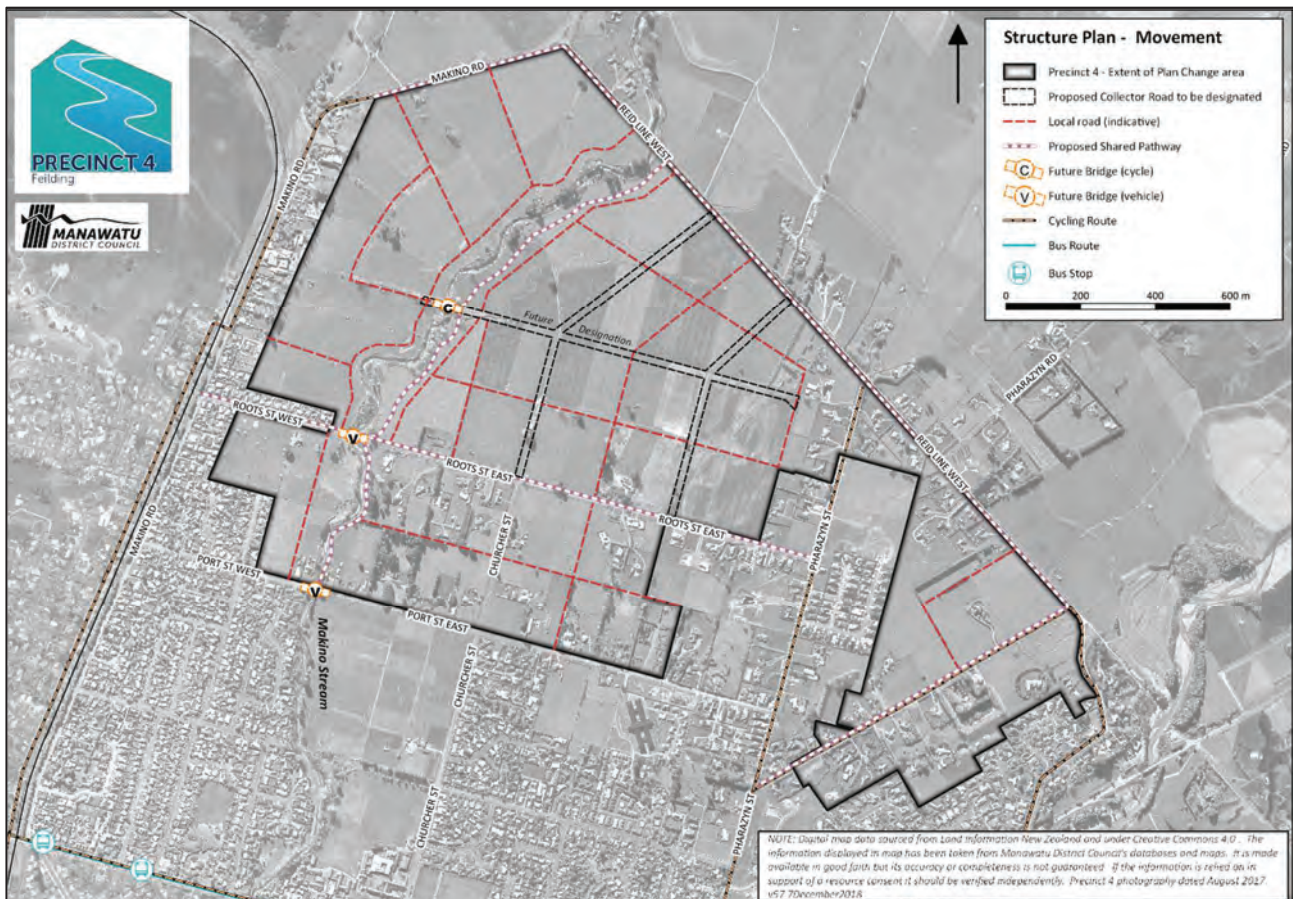 PRECINCT 4
Feilding
MANAWATU
DISTRICT COUNCIL
Structure Plan - Movement
Precinct 4 - Extent of Plan Change area
Proposed Collector Road to be designated
Local road (indicative)
Proposed Shared Pathway
C
Future Bridge (cycle)
V
Future Bridge (vehicle)
Cycling Route
Bus Route
Bus Stop
0 200 400 600 m
MAKINO RD
REID LINE WEST
MAKINO RD
C
Future Designation
PHARAZYN RD
ROOTS ST WEST
V
ROOTS ST EAST
REID LINE WEST
MAKINO RD
ROOTS ST EAST
PHARAZYN ST
CHURCHER ST
PORT ST WEST
V
PORT ST EAST
Makino Stream
CHURCHER ST
CHURCHER ST
PHARAZYN ST
NOTE: Digital map data sourced from Land Information New Zealand and under Creative Commons 4.0 . The
information displayed in map has been taken from Manawatu District Council's databases and maps. It is made
available in good faith but its accuracy or completeness is not guaranteed. If the information is relied on in
support of a resource consent it should be verified independently. Precinct 4 photography dated August 2017.
v57 7December2018